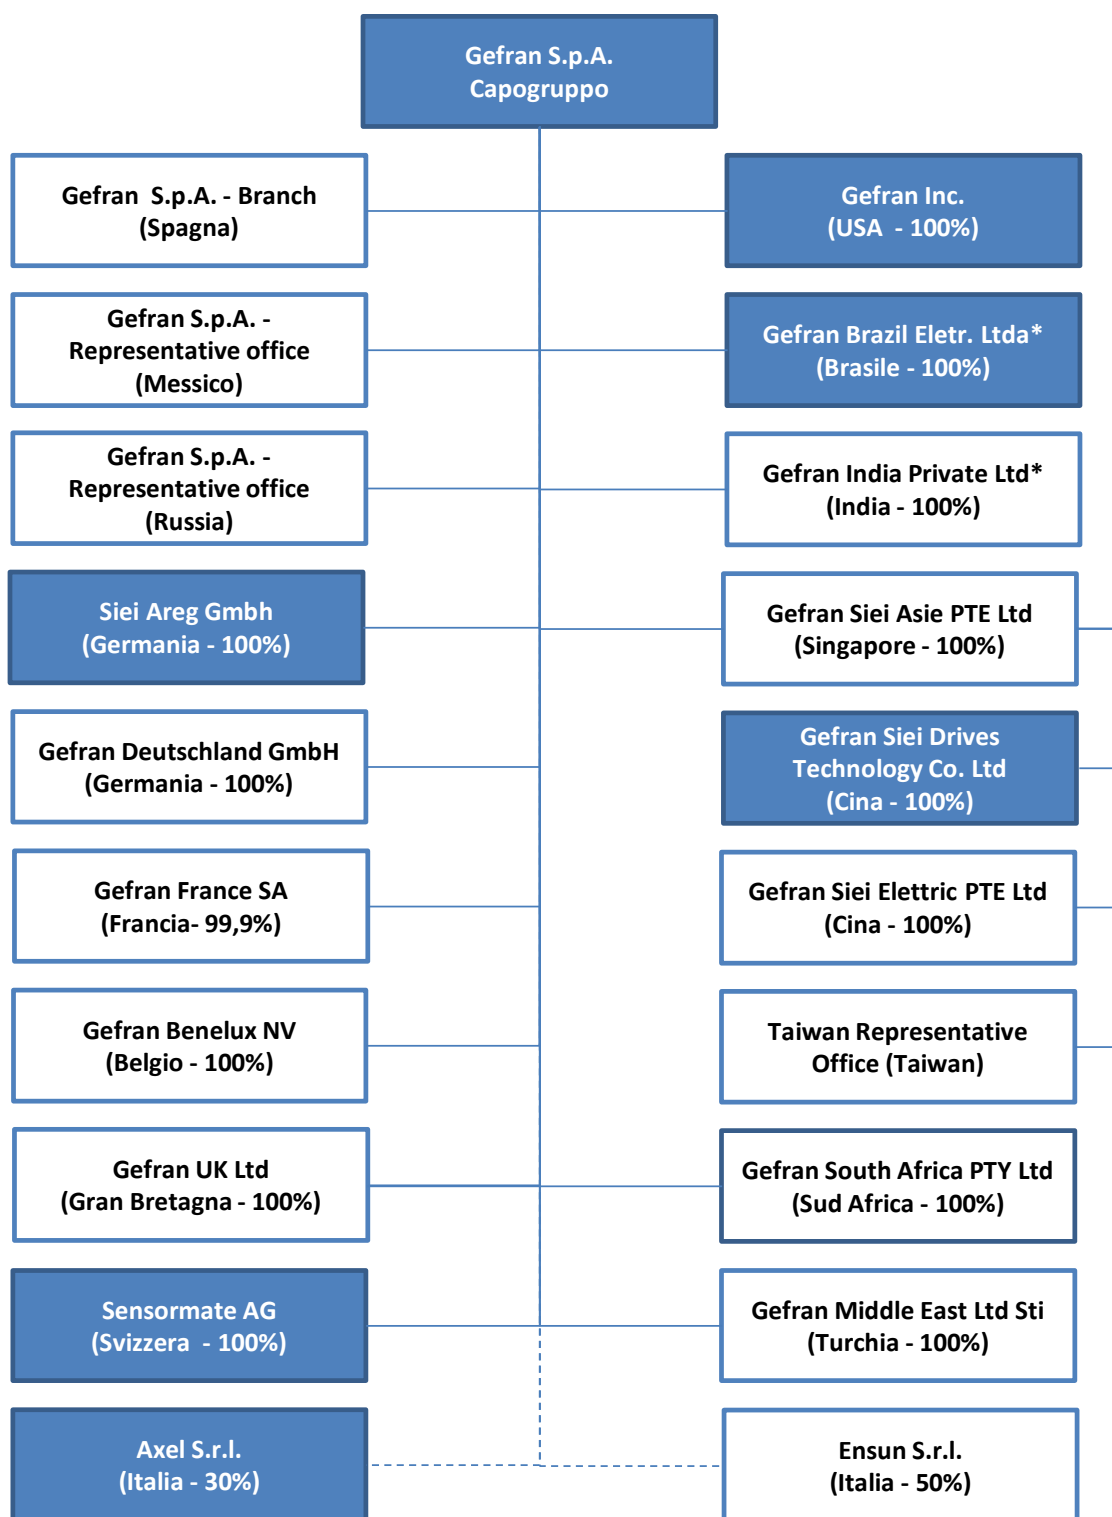 Gefran S.p.A.
Capogruppo
Gefran S.p.A. - Branch
(Spagna)
Gefran Inc.
(USA - 100%)
Gefran S.p.A. -
Representative office
(Messico)
Gefran Brazil Eletr. Ltda*
(Brasile - 100%)
Gefran S.p.A. -
Representative office
(Russia)
Gefran India Private Ltd*
(India - 100%)
Siei Areg Gmbh
(Germania - 100%)
Gefran Siei Asie PTE Ltd
(Singapore - 100%)
Gefran Deutschland GmbH
(Germania - 100%)
Gefran Siei Drives
Technology Co. Ltd
(Cina - 100%)
Gefran France SA
(Francia- 99,9%)
Gefran Siei Elettric PTE Ltd
(Cina - 100%)
Gefran Benelux NV
(Belgio - 100%)
Taiwan Representative
Office (Taiwan)
Gefran UK Ltd
(Gran Bretagna - 100%)
Gefran South Africa PTY Ltd
(Sud Africa - 100%)
Sensormate AG
(Svizzera - 100%)
Gefran Middle East Ltd Sti
(Turchia - 100%)
Axel S.r.l.
(Italia - 30%)
Ensun S.r.l.
(Italia - 50%)